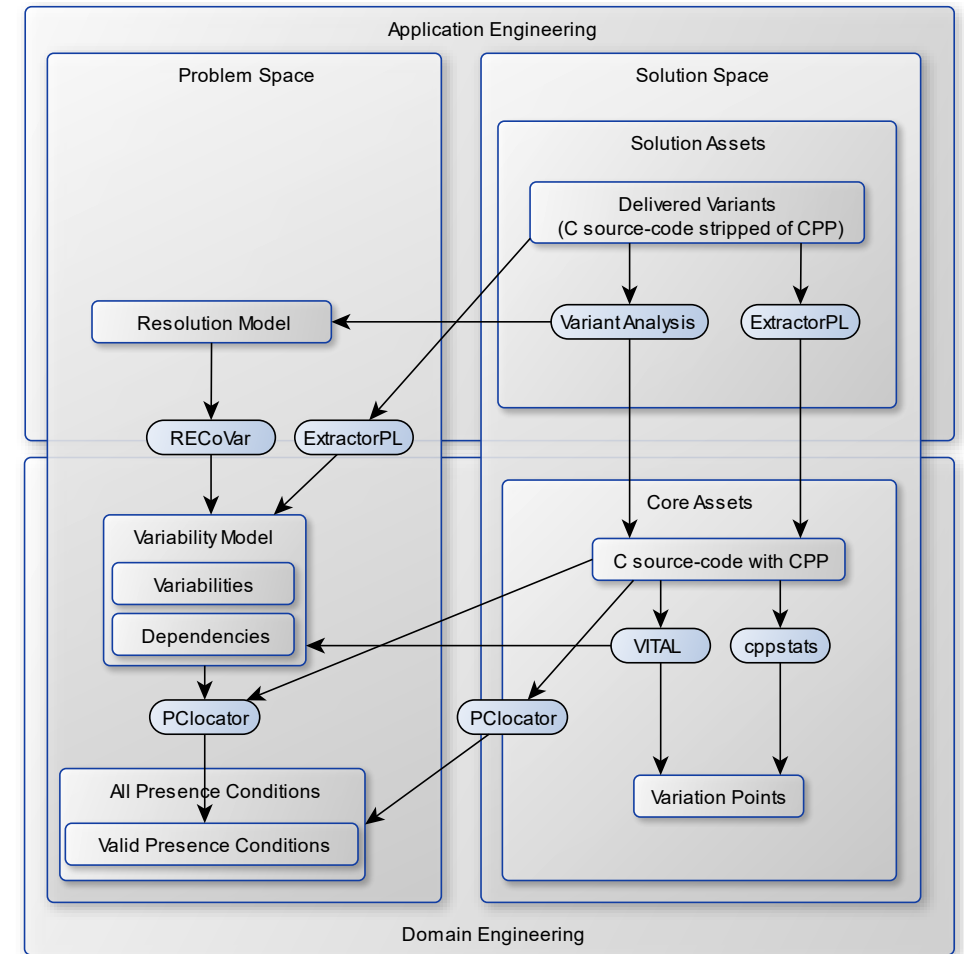 Application Engineering
Problem Space
Solution Space
Solution Assets
Delivered Variants
(C source-code stripped of CPP)
Resolution Model
Variant Analysis
ExtractorPL
RECoVar
ExtractorPL
Core Assets
Variability Model
C source-code with CPP
Variabilities
Dependencies
VITAL
cppstats
PClocator
PClocator
All Presence Conditions
Variation Points
Valid Presence Conditions
Domain Engineering